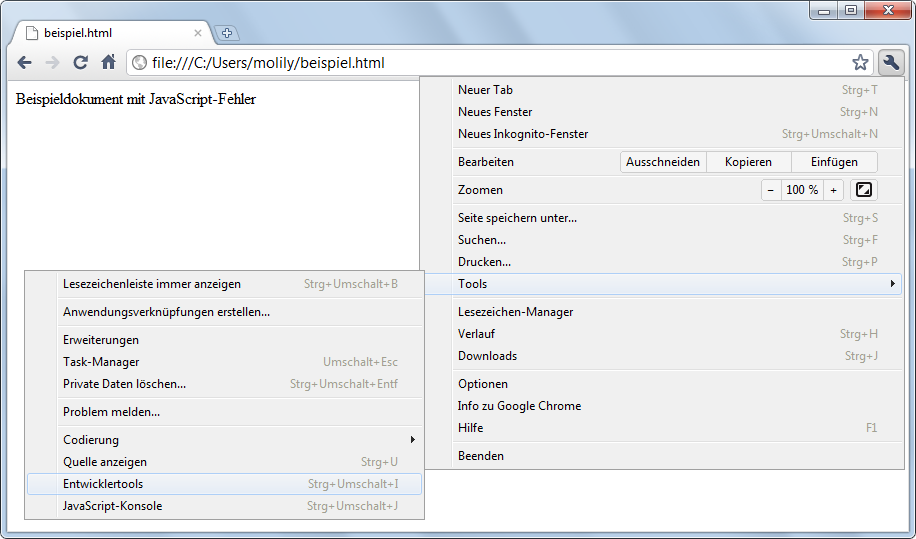 beispiel.html
file:///C:/Users/molily/beispiel.html
Beispieldokument mit JavaScript-Fehler
Neuer Tab Strg+T
Neues Fenster Strg+N
Neues Inkognito-Fenster Strg+Umschalt+N
Bearbeiten Ausschneiden Kopieren Einfügen
Zoomen − 100 % +
Seite speichern unter... Strg+S
Suchen... Strg+F
Drucken... Strg+P
Tools
Lesezeichen-Manager
Verlauf Strg+H
Downloads Strg+J
Optionen
Info zu Google Chrome
Hilfe F1
Beenden
Lesezeichenleiste immer anzeigen Strg+Umschalt+B
Anwendungsverknüpfungen erstellen...
Erweiterungen
Task-Manager Umschalt+Esc
Private Daten löschen... Strg+Umschalt+Entf
Problem melden...
Codierung
Quelle anzeigen Strg+U
Entwicklertools Strg+Umschalt+I
JavaScript-Konsole Strg+Umschalt+J